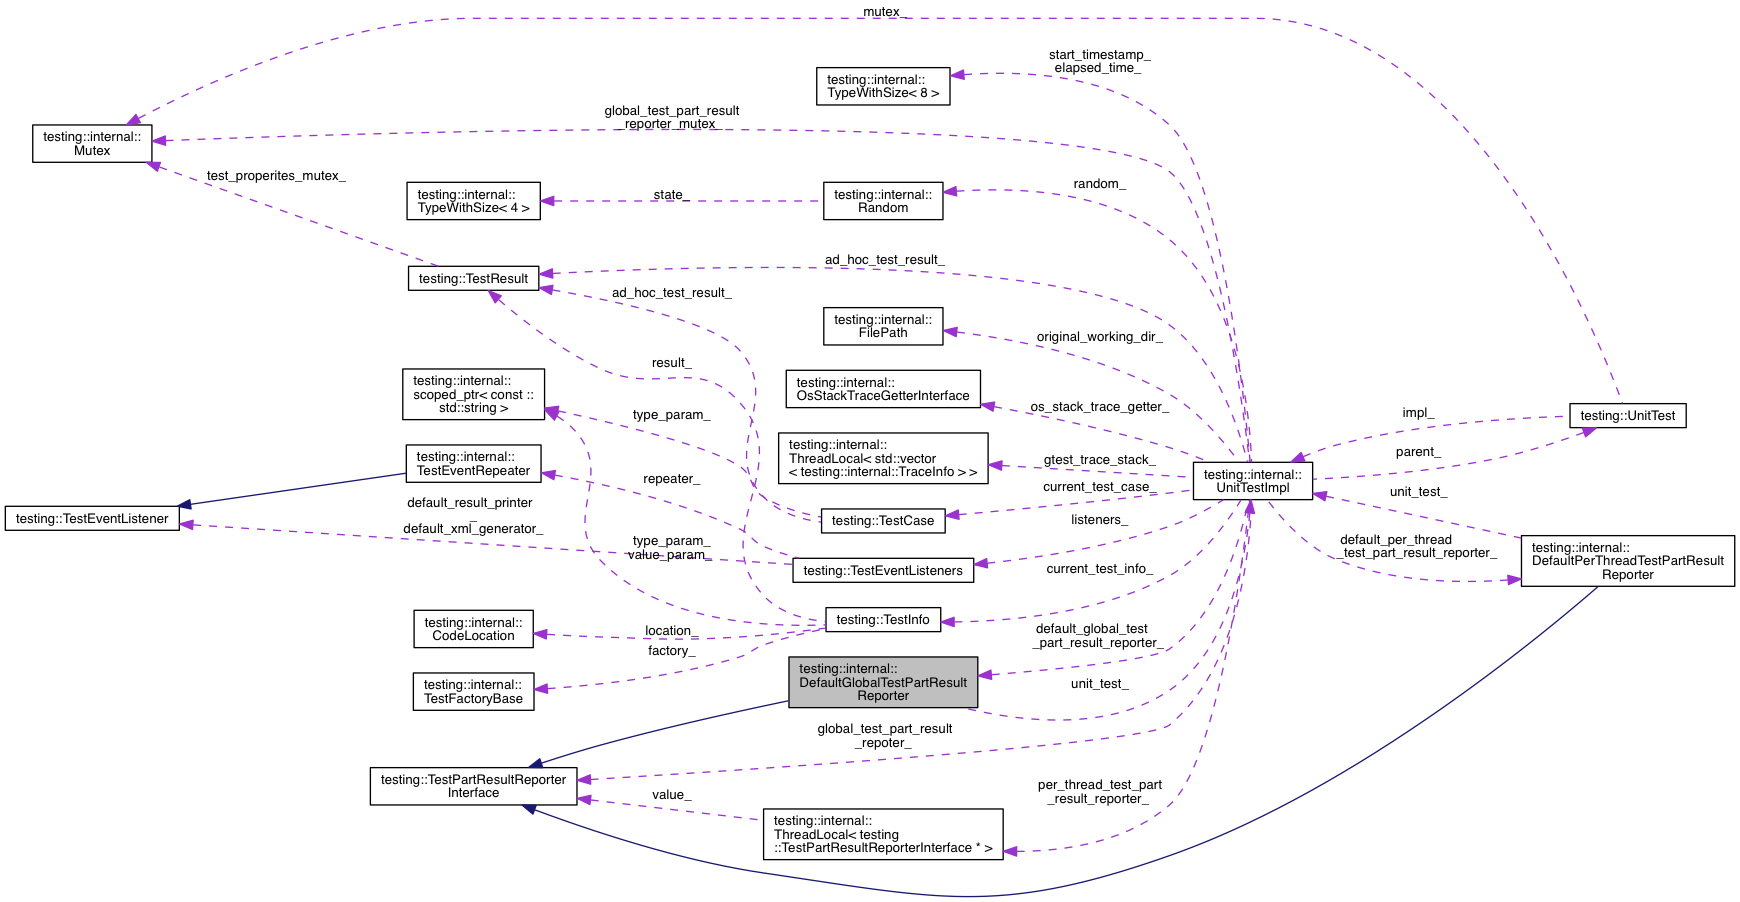 mutex_
start_timestamp_
elapsed_time_
testing::internal::
TypeWithSize< 8 >
global_test_part_result
_reporter_mutex_
testing::internal::
Mutex
test_properites_mutex_
testing::internal::
TypeWithSize< 4 >
state_
testing::internal::
Random
random_
ad_hoc_test_result_
testing::TestResult
ad_hoc_test_result_
testing::internal::
FilePath
original_working_dir_
result_
testing::internal::
scoped_ptr< const ::
std::string >
testing::internal::
OsStackTraceGetterInterface
os_stack_trace_getter_
type_param_
impl_
testing::UnitTest
parent_
testing::internal::
TestEventRepeater
repeater_
testing::internal::
ThreadLocal< std::vector
< testing::internal::TraceInfo > >
gtest_trace_stack_
testing::internal::
UnitTestImpl
current_test_case_
unit_test_
testing::TestEventListener
default_result_printer
_
default_xml_generator_
testing::TestCase
listeners_
type_param_
value_param_
testing::TestEventListeners
current_test_info_
default_per_thread
_test_part_result_reporter_
testing::internal::
DefaultPerThreadTestPartResult
Reporter
testing::internal::
CodeLocation
location_
testing::TestInfo
factory_
default_global_test
_part_result_reporter_
testing::internal::
TestFactoryBase
testing::internal::
DefaultGlobalTestPartResult
Reporter
unit_test_
global_test_part_result
_repoter_
testing::TestPartResultReporter
Interface
value_
testing::internal::
ThreadLocal< testing
::TestPartResultReporterInterface * >
per_thread_test_part
_result_reporter_